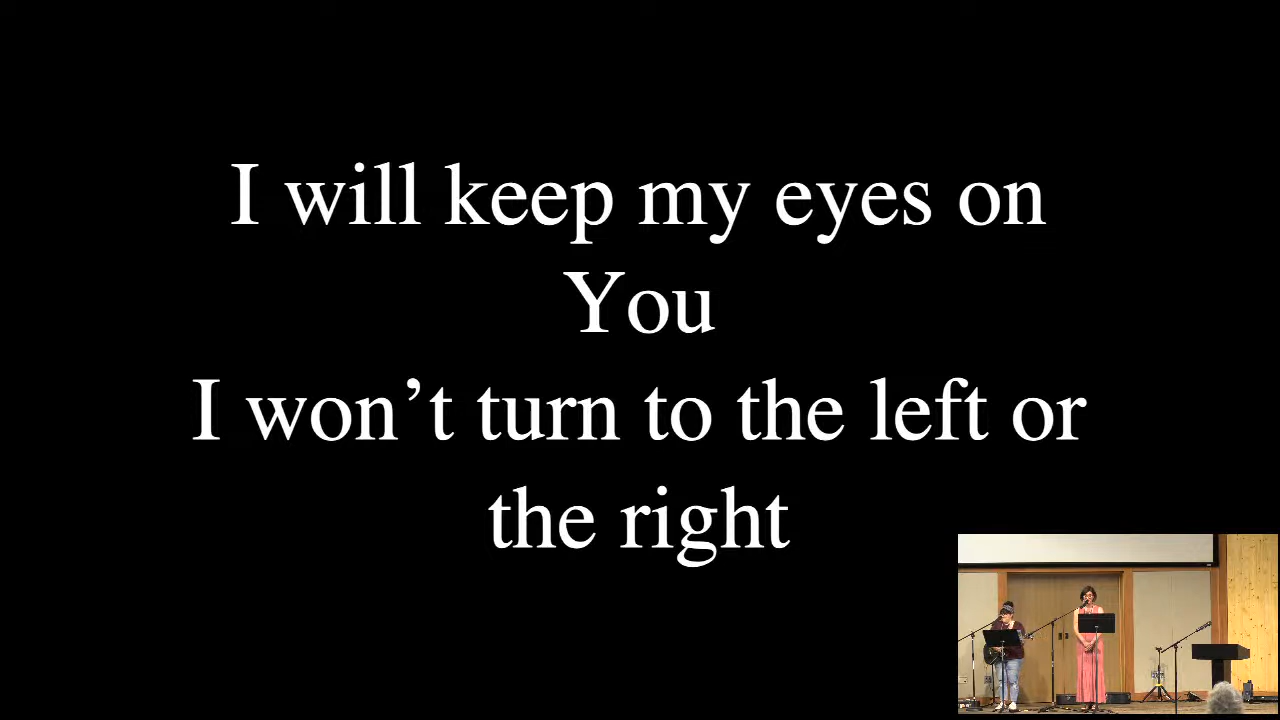 I will keep my eyes on
You
I won’t turn to the left or
the right